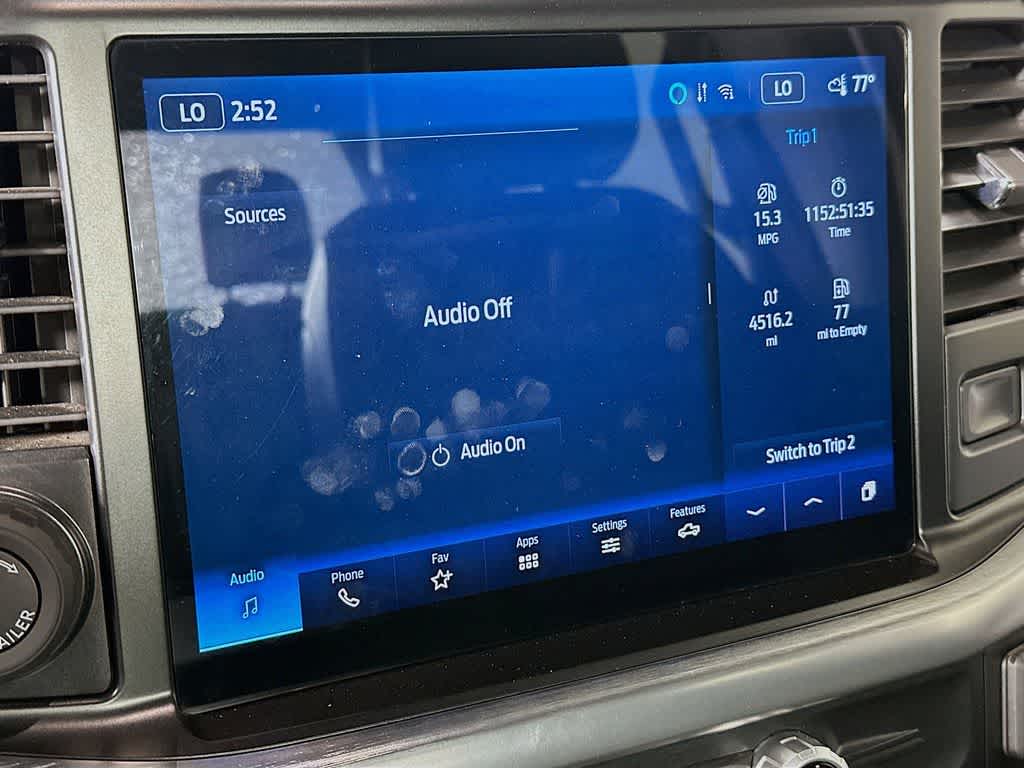 LO 2:52
LO 77°
Trip 1
Sources
15.3
MPG
1152:51:35
Time
Audio Off
4516.2
mi
77
mi to Empty
Audio On
Switch to Trip 2
Audio
Phone
Fav
Apps
Settings
Features
AILER